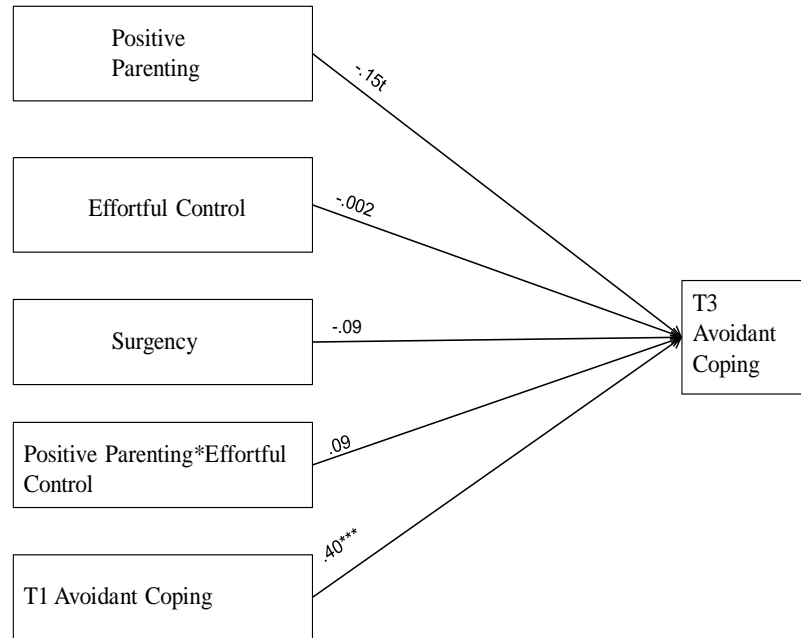 Positive
Parenting
-.15t
Effortful Control
-.002
Surgency
-.09
Positive Parenting*Effortful
Control
.09
T1 Avoidant Coping
.40***
T3
Avoidant
Coping